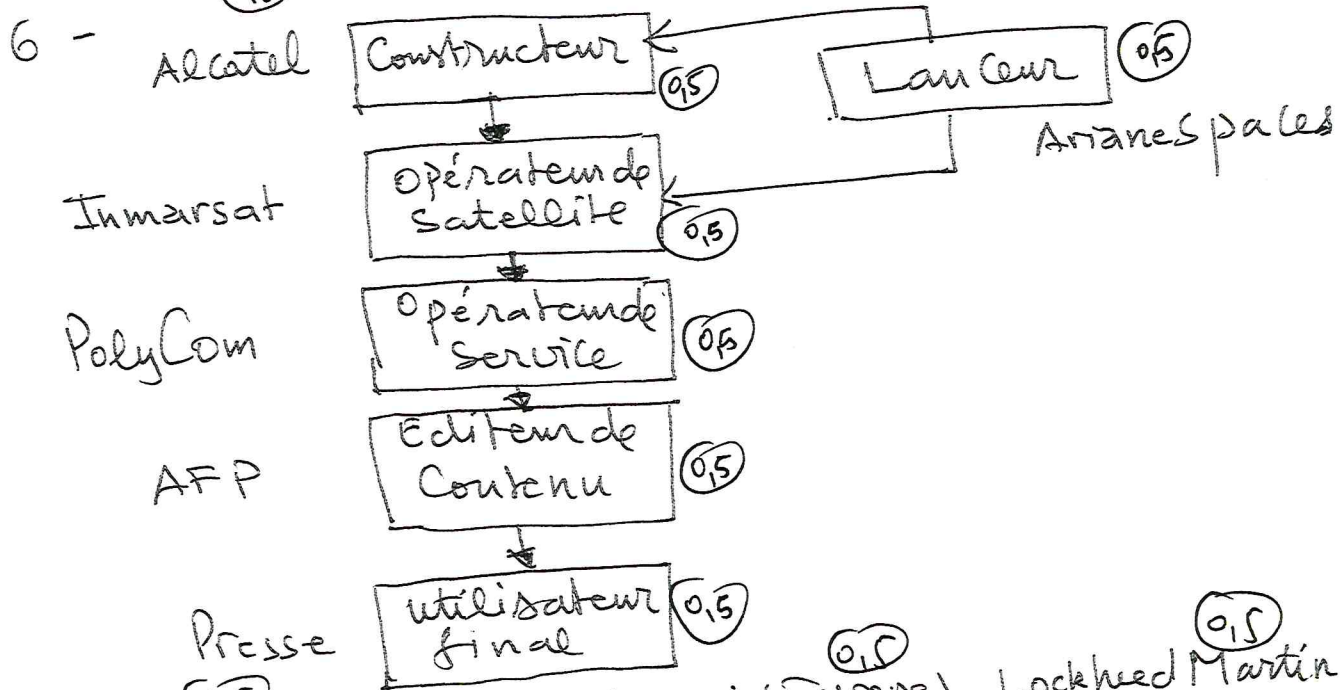 6 -
Alcatel
Constructeur
0,5
Lanceur
0,5
ArianeSpaces
Inmarsat
Opérateur de
Satellite
0,5
PolyCom
Opérateur de
Service
0,5
AFP
Editeur de
Contenu
0,5
Presse
utilisateur
final
0,5
0,5
0,5
Lockheed Martin